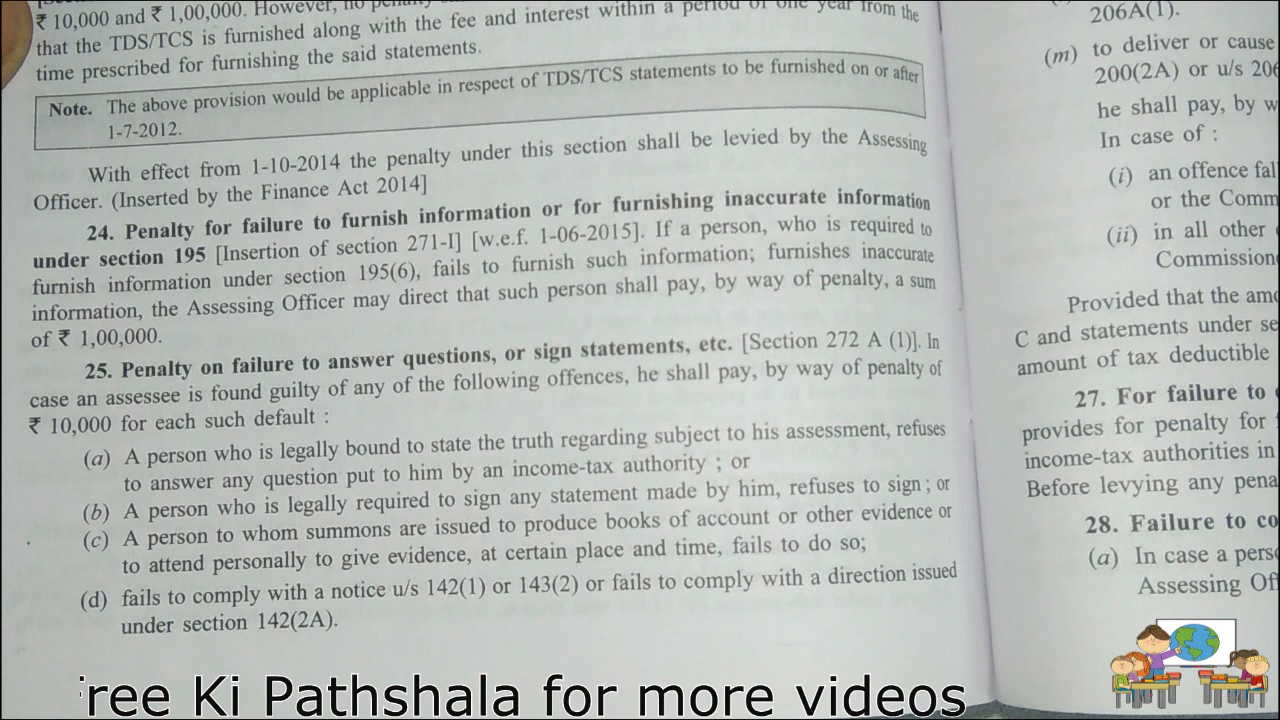 ₹ 10,000 and ₹ 1,00,000. However, no
that the TDS/TCS is furnished along with the fee and interest within a period of one year from the
time prescribed for furnishing the said statements.
Note. The above provision would be applicable in respect of TDS/TCS statements to be furnished on or after
1-7-2012.
With effect from 1-10-2014 the penalty under this section shall be levied by the Assessing
Officer. (Inserted by the Finance Act 2014]
24. Penalty for failure to furnish information or for furnishing inaccurate information
under section 195 [Insertion of section 271-I] [w.e.f. 1-06-2015]. If a person, who is required to
furnish information under section 195(6), fails to furnish such information; furnishes inaccurate
information, the Assessing Officer may direct that such person shall pay, by way of penalty, a sum
of ₹ 1,00,000.
25. Penalty on failure to answer questions, or sign statements, etc. [Section 272 A (1)]. In
case an assessee is found guilty of any of the following offences, he shall pay, by way of penalty of
₹ 10,000 for each such default :
(a) A person who is legally bound to state the truth regarding subject to his assessment, refuses
to answer any question put to him by an income-tax authority ; or
(b) A person who is legally required to sign any statement made by him, refuses to sign ; or
(c) A person to whom summons are issued to produce books of account or other evidence or
to attend personally to give evidence, at certain place and time, fails to do so;
(d) fails to comply with a notice u/s 142(1) or 143(2) or fails to comply with a direction issued
under section 142(2A).
206A(1).
(m) to deliver or cause
200(2A) or u/s 206
he shall pay, by w
In case of :
(i) an offence fal
or the Comm
(ii) in all other
Commission
Provided that the amo
C and statements under se
amount of tax deductible
27. For failure to
provides for penalty for
income-tax authorities in
Before levying any pena
28. Failure to co
(a) In case a perso
Assessing Of
ree Ki Pathshala for more videos